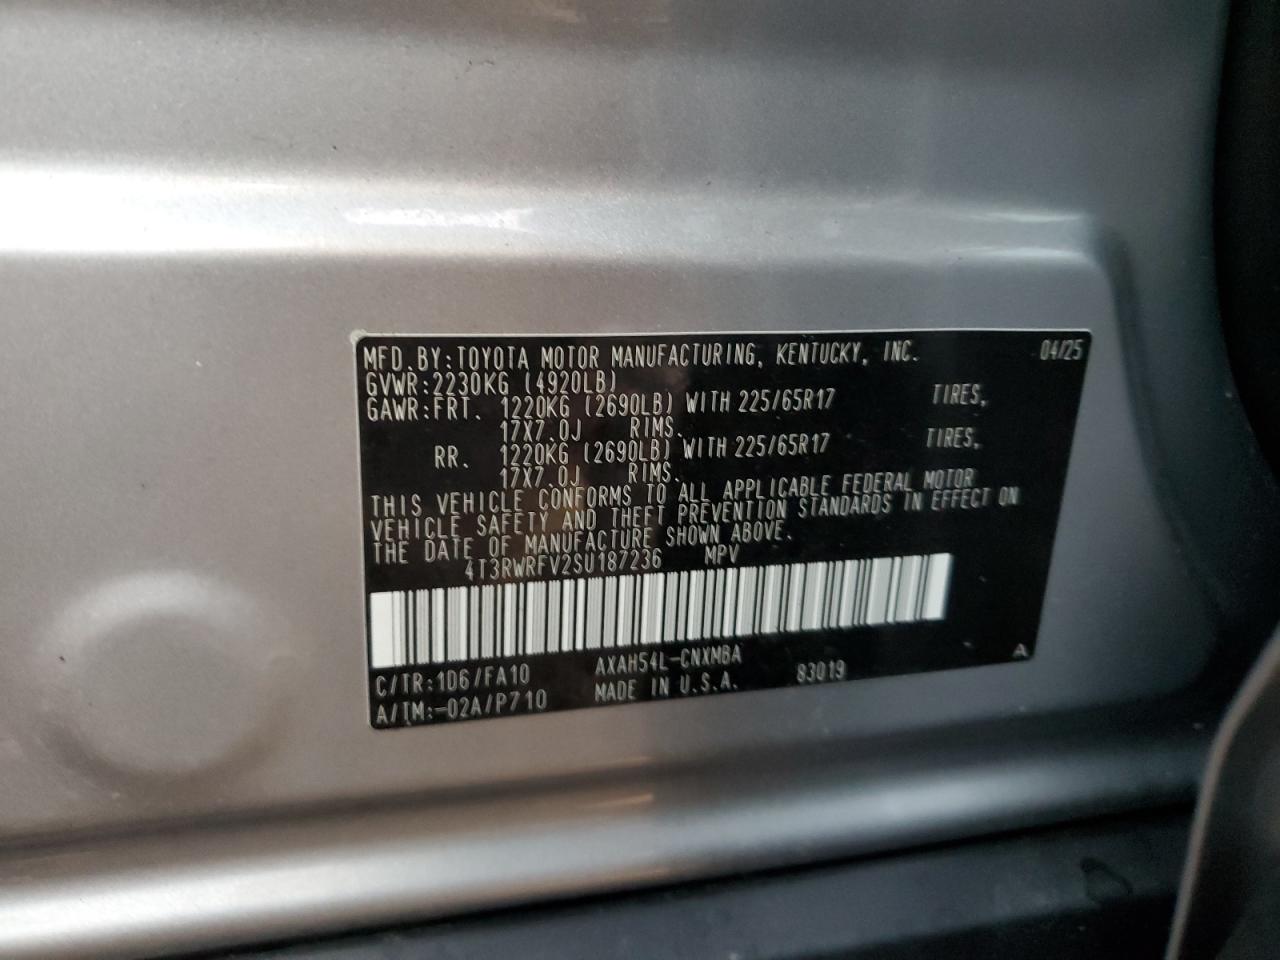 MFD. BY: TOYOTA MOTOR MANUFACTURING, KENTUCKY, INC. 04/25
GVWR: 2230KG (4920LB)
GAWR: FRT. 1220KG (2690LB) WITH 225/65R17 TIRES,
17X7.0J RIMS.
RR. 1220KG (2690LB) WITH 225/65R17 TIRES,
17X7.0J RIMS.
THIS VEHICLE CONFORMS TO ALL APPLICABLE FEDERAL MOTOR
VEHICLE SAFETY AND THEFT PREVENTION STANDARDS IN EFFECT ON
THE DATE OF MANUFACTURE SHOWN ABOVE.
4T3RWRFV2SU187236 MPV
C/TR: 1D6/FA10 AXAH54L-CNXMBA A
A/TM: -02A/P710 MADE IN U.S.A. 83019